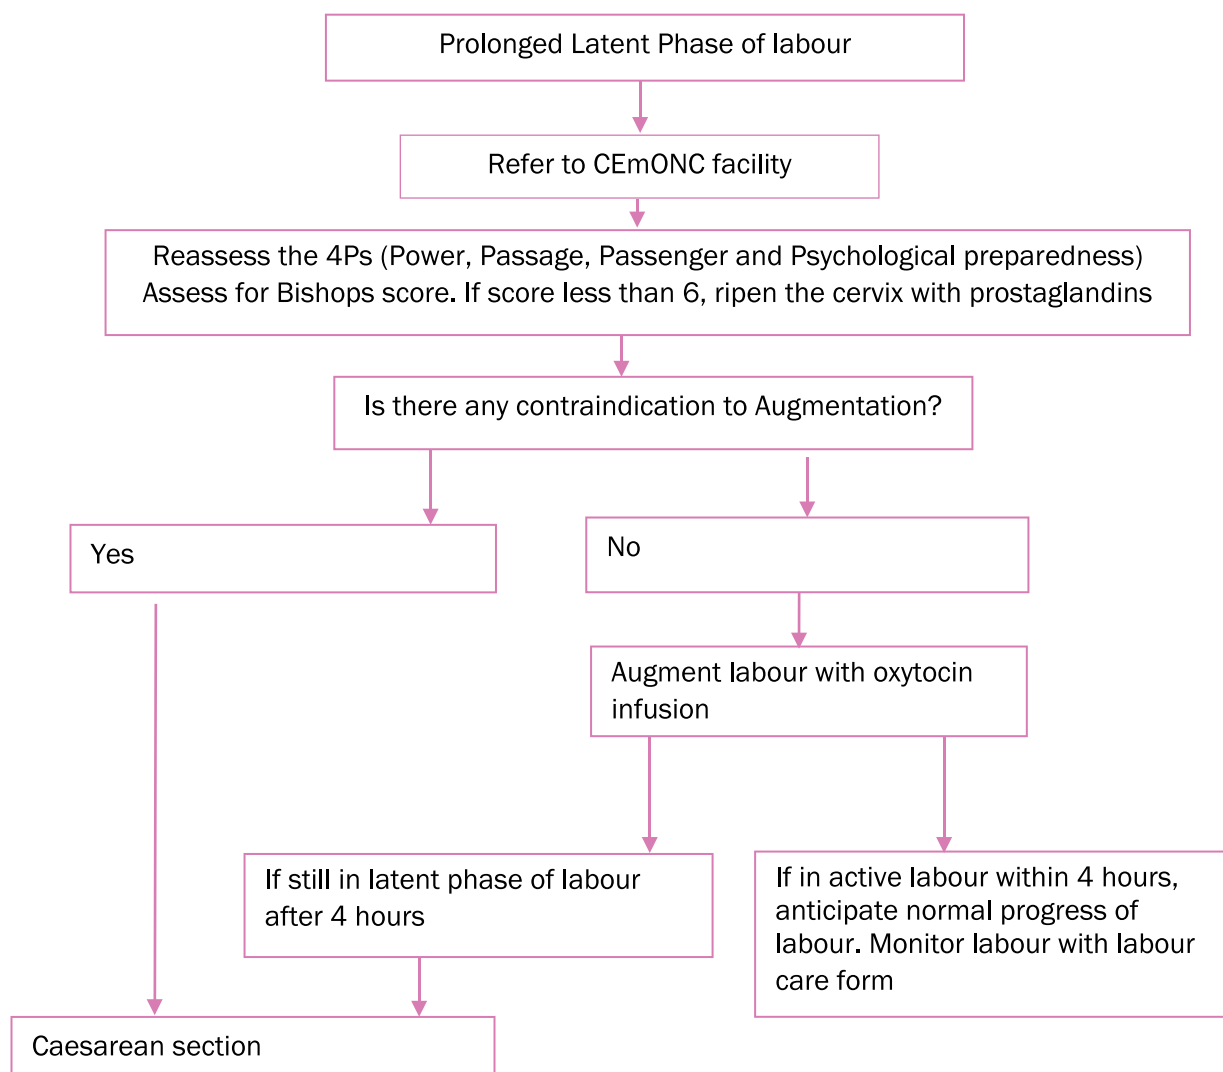 Prolonged Latent Phase of labour
Refer to CEmONC facility
Reassess the 4Ps (Power, Passage, Passenger and Psychological preparedness)
Assess for Bishops score. If score less than 6, ripen the cervix with prostaglandins
Is there any contraindication to Augmentation?
Yes
No
Augment labour with oxytocin
infusion
If still in latent phase of labour
after 4 hours
If in active labour within 4 hours,
anticipate normal progress of
labour. Monitor labour with labour
care form
Caesarean section